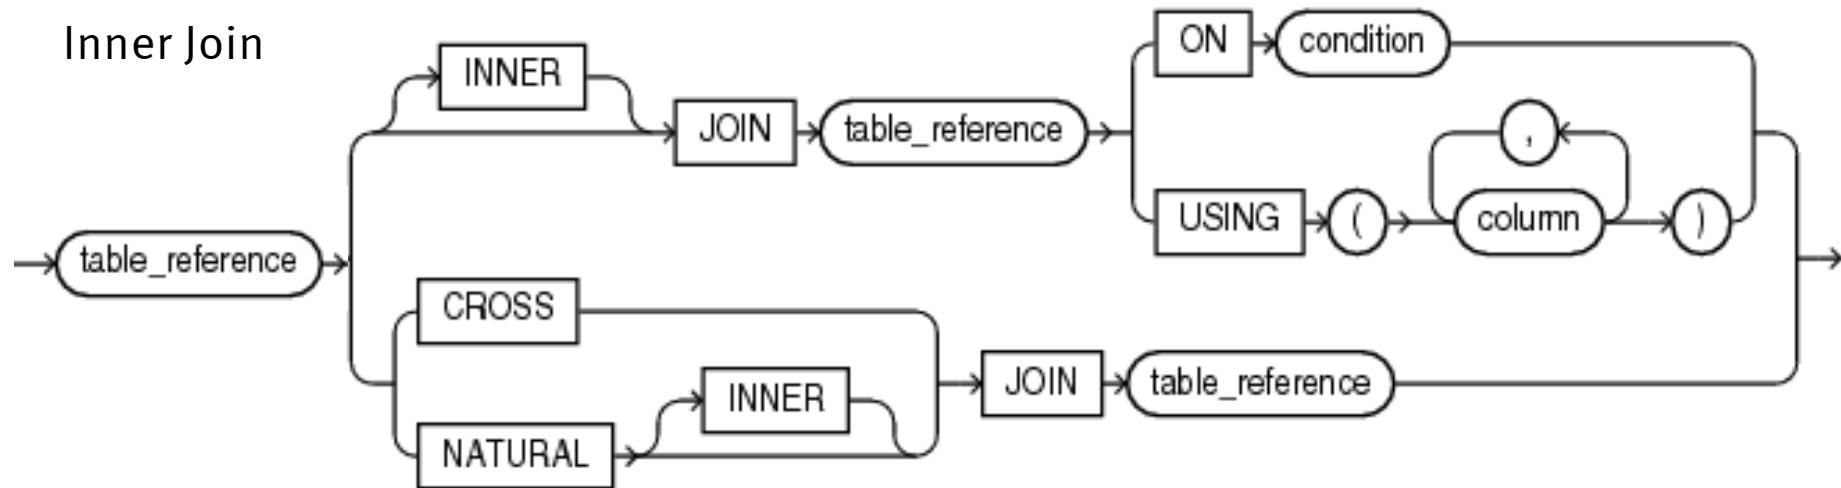 Inner Join
table_reference
INNER
JOIN
table_reference
ON
condition
USING
(
,
column
)
CROSS
NATURAL
INNER
JOIN
table_reference